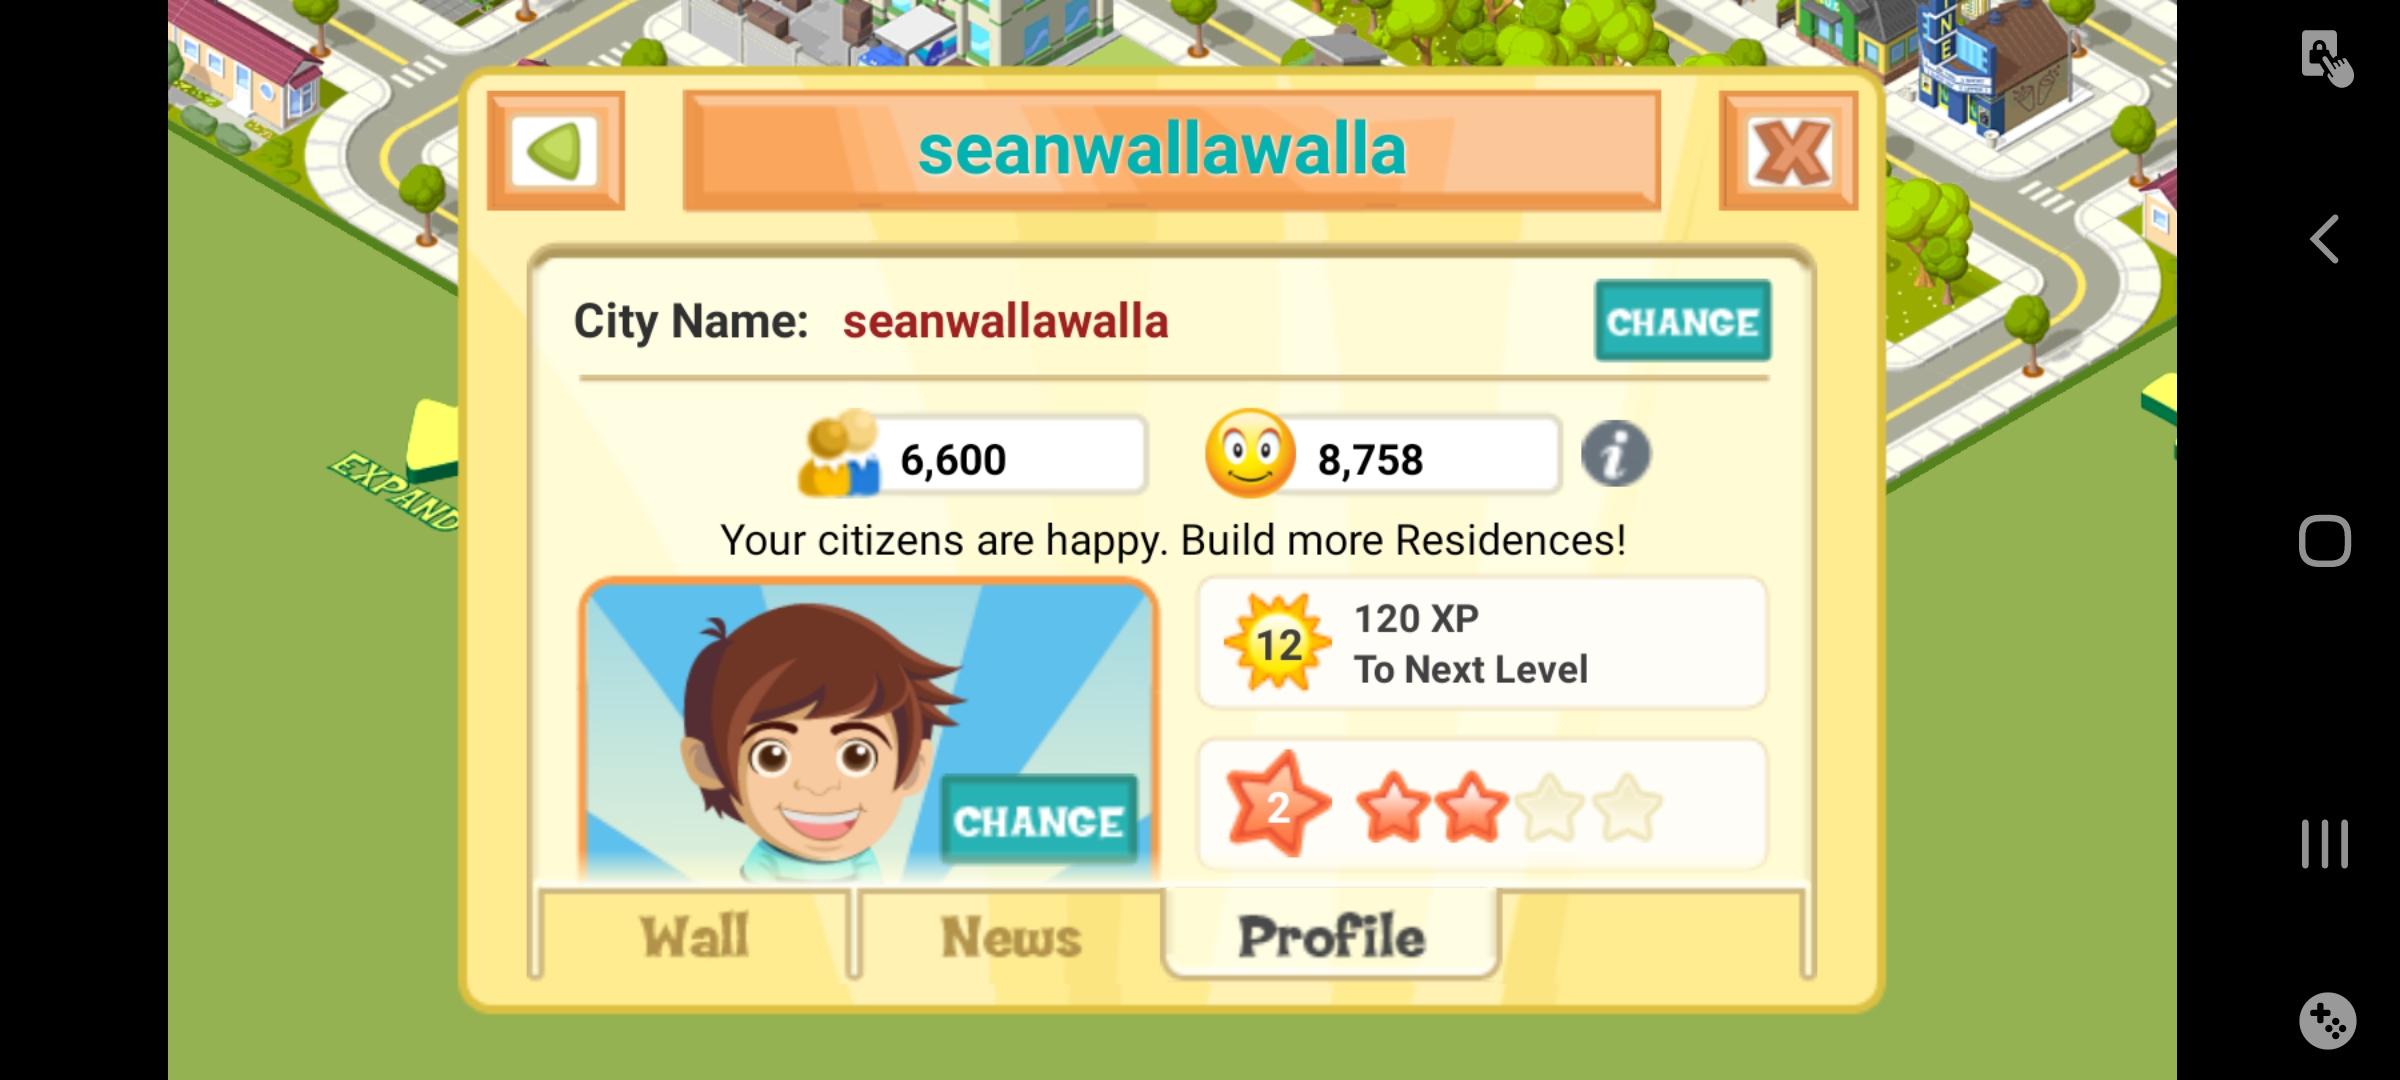 seanwallawalla
City Name: seanwallawalla
CHANGE
6,600
8,758
i
Your citizens are happy. Build more Residences!
12
120 XP
To Next Level
CHANGE
2
EXPAND
Wall
News
Profile